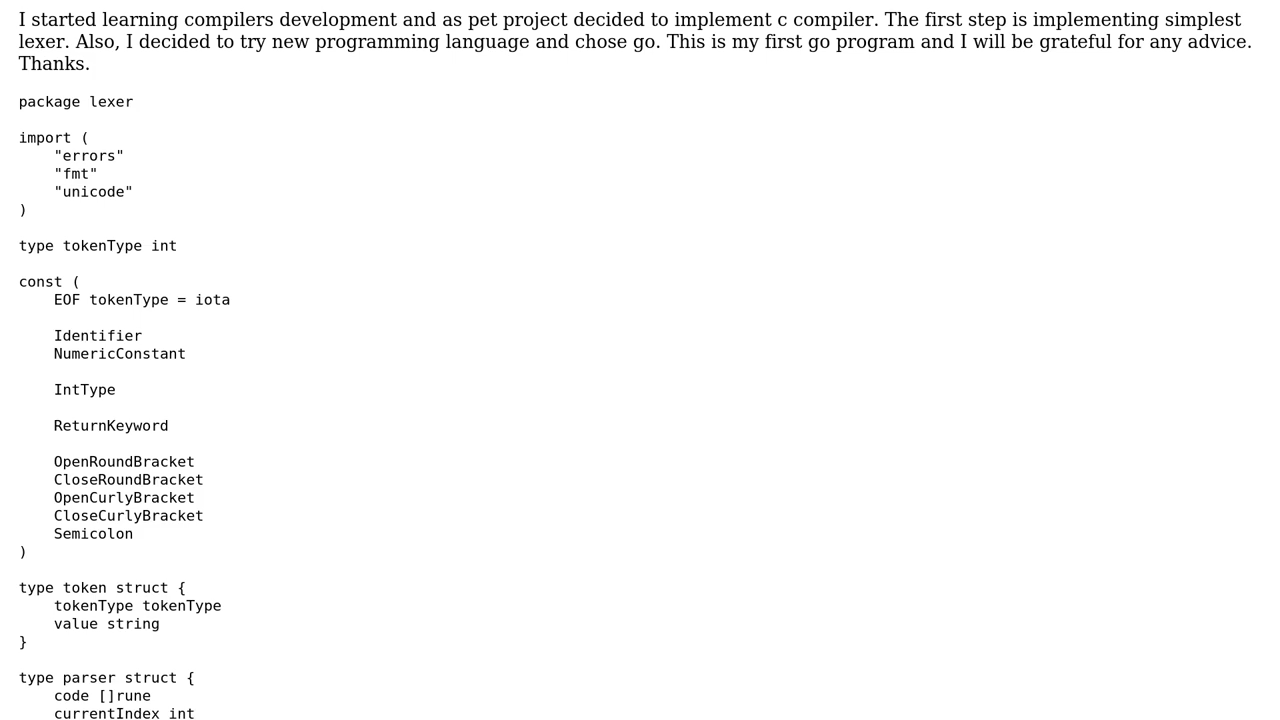 I started learning compilers development and as pet project decided to implement c compiler. The first step is implementing simplest
lexer. Also, I decided to try new programming language and chose go. This is my first go program and I will be grateful for any advice.
Thanks.
package lexer
import (
    "errors"
    "fmt"
    "unicode"
)
type tokenType int
const (
    EOF tokenType = iota
    Identifier
    NumericConstant
    IntType
    ReturnKeyword
    OpenRoundBracket
    CloseRoundBracket
    OpenCurlyBracket
    CloseCurlyBracket
    Semicolon
)
type token struct {
    tokenType tokenType
    value string
}
type parser struct {
    code []rune
    currentIndex int